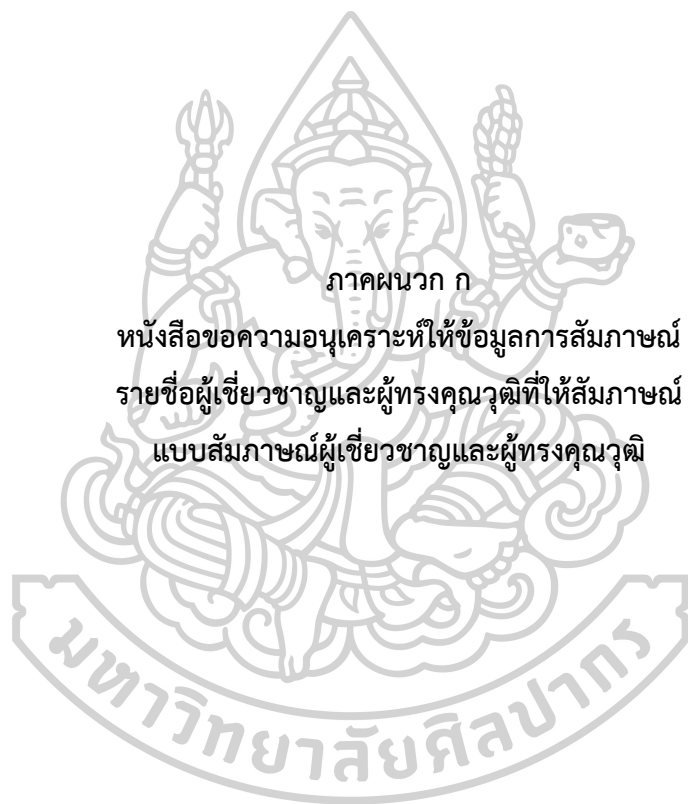 ภาคผนวก ก
หนังสือขอความอนุเคราะห์ให้ข้อมูลการสัมภาษณ์
รายชื่อผู้เชี่ยวชาญและผู้ทรงคุณวุฒิที่ให้สัมภาษณ์
แบบสัมภาษณ์ผู้เชี่ยวชาญและผู้ทรงคุณวุฒิ
มหาวิทยาลัยศิลปากร